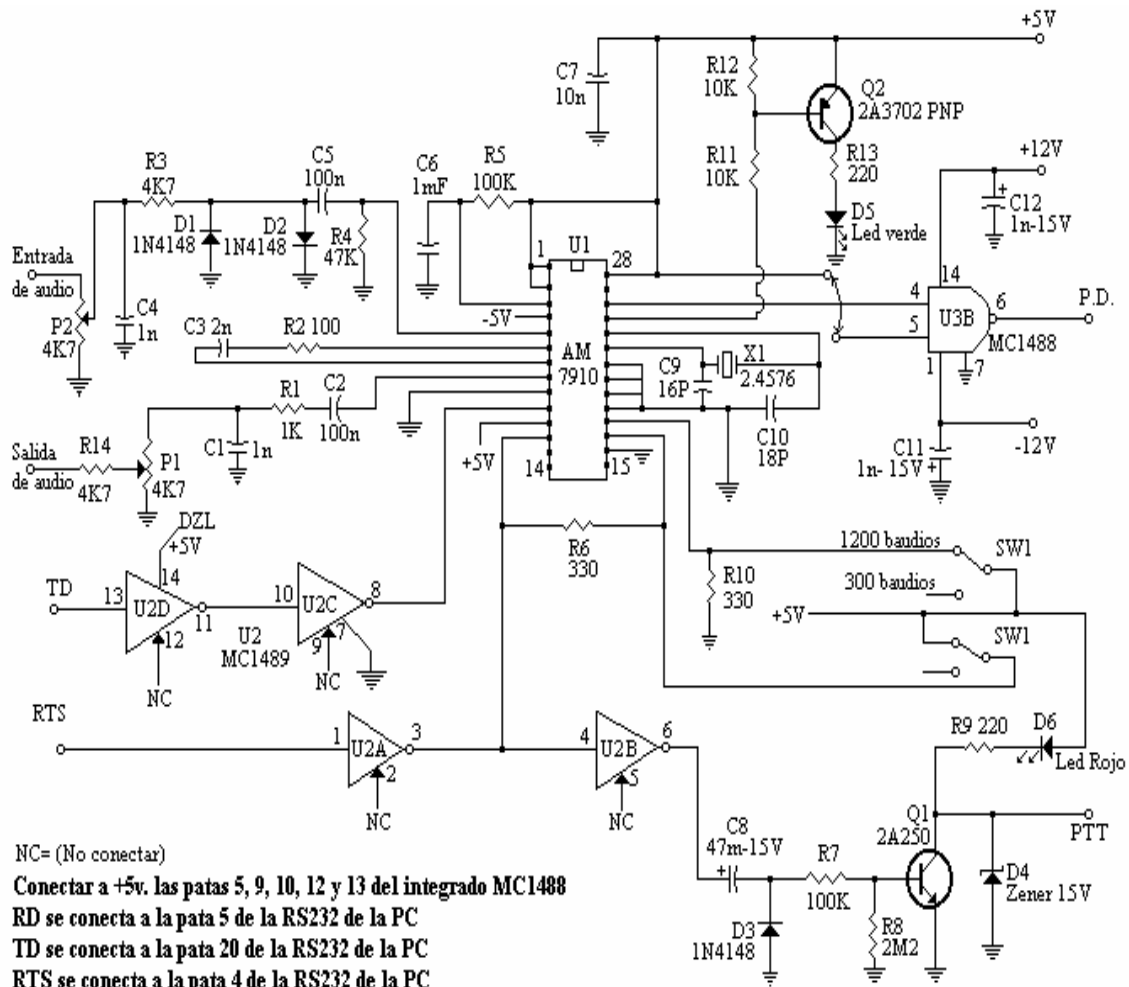 +5V
C7
10n
R12
10K
Q2
2A3702 PNP
R11
10K
R13
220
+12V
C12
1n-15V
D5
Led verde
R3
4K7
C5
100n
C6
1mF
R5
100K
D1
1N4148
D2
1N4148
R4
47K
Entrada
de audio
P2
4K7
C4
1n
U1
1
28
-5V
AM
7910
14
15
+5V
C3 2n
R2 100
R1
1K
C2
100n
C1
1n
Salida
de audio
R14
4K7
P1
4K7
C9
16P
X1
2.4576
C10
18P
14
4
5
6
U3B
MC1488
1
7
P.D.
-12V
C11
1n- 15V
DZL
+5V
14
TD
13
U2D
11
12
NC
U2
MC1489
10
U2C
8
9
7
NC
R6
330
R10
330
1200 baudios
SW1
300 baudios
+5V
SW1
RTS
1
U2A
3
2
NC
4
U2B
6
5
NC
R9 220
D6
Led Rojo
C8
47m-15V
R7
100K
D3
1N4148
R8
2M2
Q1
2A250
PTT
D4
Zener 15V
NC= (No conectar)
Conectar a +5v. las patas 5, 9, 10, 12 y 13 del integrado MC1488
RD se conecta a la pata 5 de la RS232 de la PC
TD se conecta a la pata 20 de la RS232 de la PC
RTS se conecta a la pata 4 de la RS232 de la PC